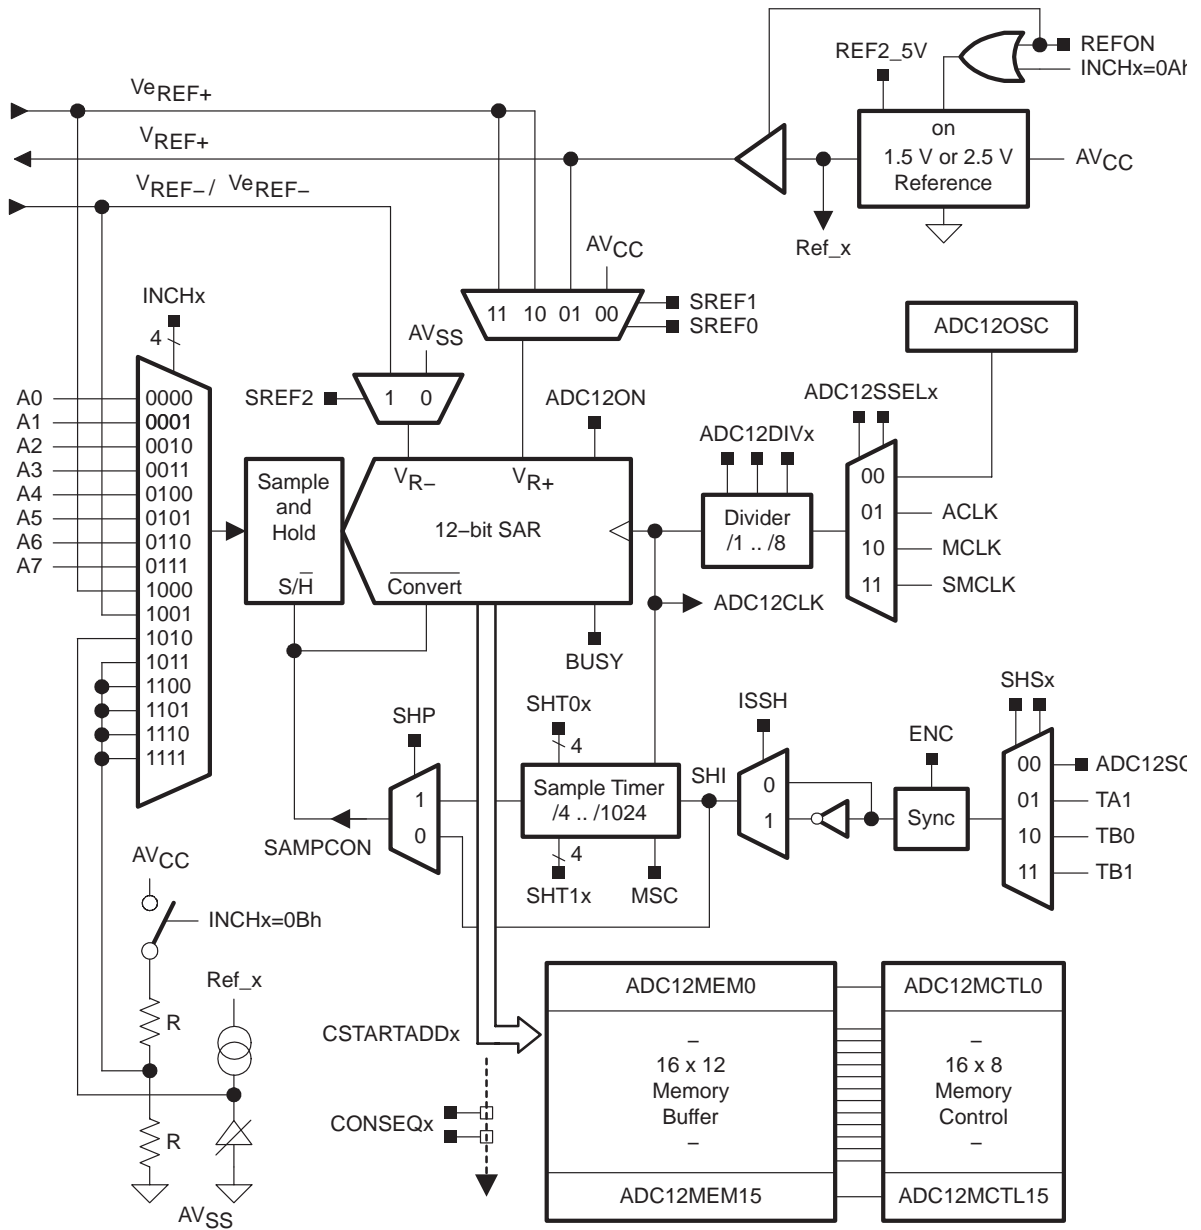 REFON
INCHx=0Ah
REF2_5V
VeREF+
on
1.5 V or 2.5 V
Reference
AVCC
VREF+
VREF−/ VeREF−
Ref_x
AVCC
INCHx
4
11 10 01 00
SREF1
SREF0
ADC12OSC
AVSS
SREF2
1 0
ADC12ON
ADC12SSELx
ADC12DIVx
A0
A1
A2
A3
A4
A5
A6
A7
0000
0001
0010
0011
0100
0101
0110
0111
1000
1001
1010
1011
1100
1101
1110
1111
Sample
and
Hold
S/H
VR−
VR+
12−bit SAR
Convert
Divider
/1 .. /8
00
01
10
11
ACLK
MCLK
SMCLK
ADC12CLK
BUSY
SHP
SHT0x
4
ISSH
ENC
SHSx
1
0
SAMPCON
Sample Timer
/4 .. /1024
4
SHT1x
MSC
SHI
0
1
Sync
00
01
10
11
ADC12SC
TA1
TB0
TB1
AVCC
INCHx=0Bh
Ref_x
R
R
AVSS
CSTARTADDx
CONSEQx
ADC12MEM0
−
16 x 12
Memory
Buffer
−
ADC12MEM15
ADC12MCTL0
−
16 x 8
Memory
Control
−
ADC12MCTL15